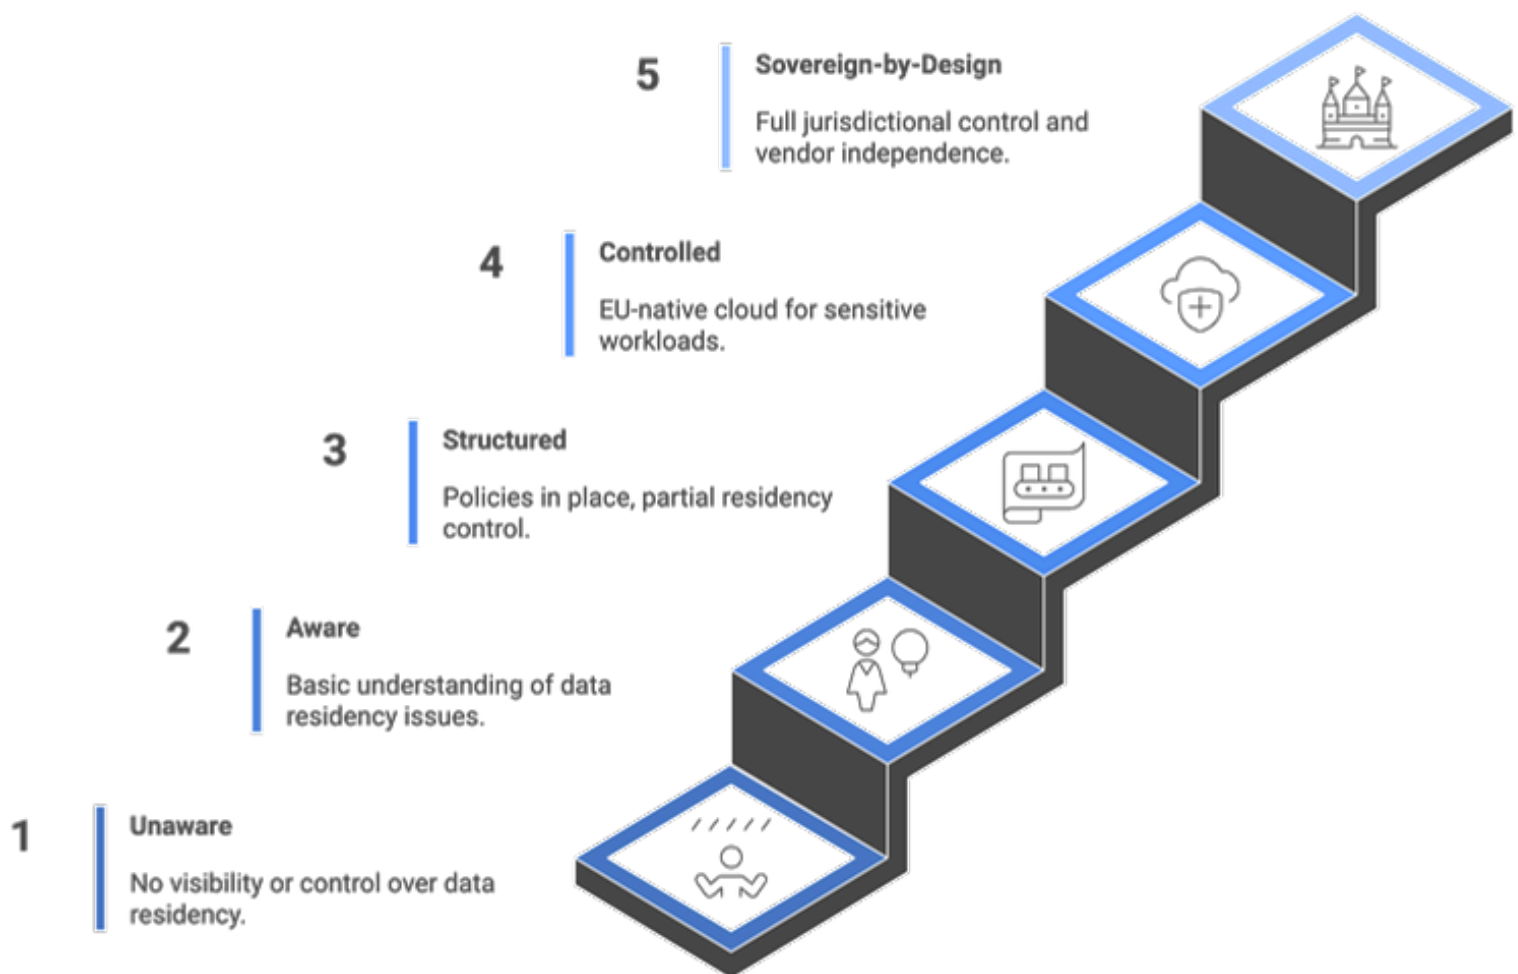 5
Sovereign-by-Design
Full jurisdictional control and
vendor independence.
4
Controlled
EU-native cloud for sensitive
workloads.
3
Structured
Policies in place, partial residency
control.
2
Aware
Basic understanding of data
residency issues.
1
Unaware
No visibility or control over data
residency.